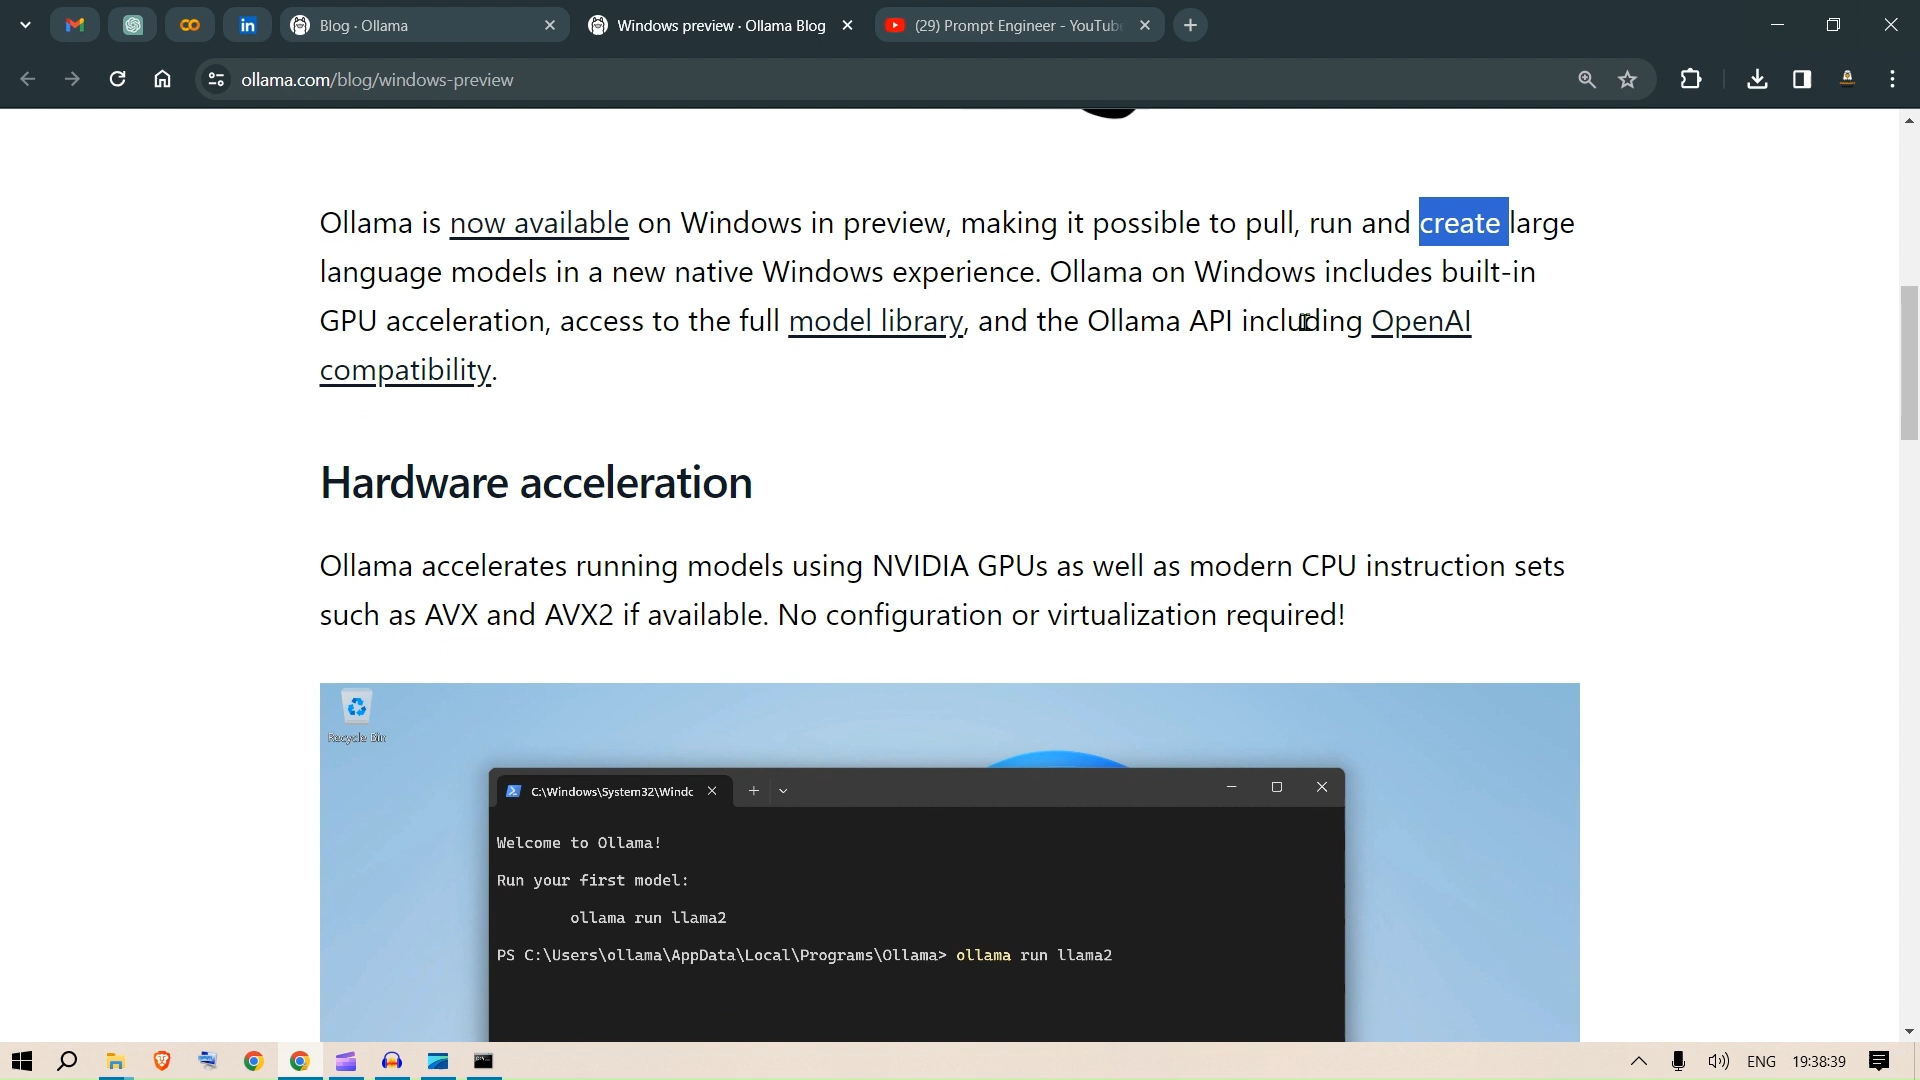 Blog · Ollama
Windows preview · Ollama Blog
(29) Prompt Engineer - YouTub
ollama.com/blog/windows-preview
Ollama is now available on Windows in preview, making it possible to pull, run and create large
language models in a new native Windows experience. Ollama on Windows includes built-in
GPU acceleration, access to the full model library, and the Ollama API including OpenAI
compatibility.
Hardware acceleration
Ollama accelerates running models using NVIDIA GPUs as well as modern CPU instruction sets
such as AVX and AVX2 if available. No configuration or virtualization required!
Recycle Bin
C:\Windows\System32\Windc
Welcome to Ollama!
Run your first model:
ollama run llama2
PS C:\Users\ollama\AppData\Local\Programs\Ollama> ollama run llama2
ENG
19:38:39